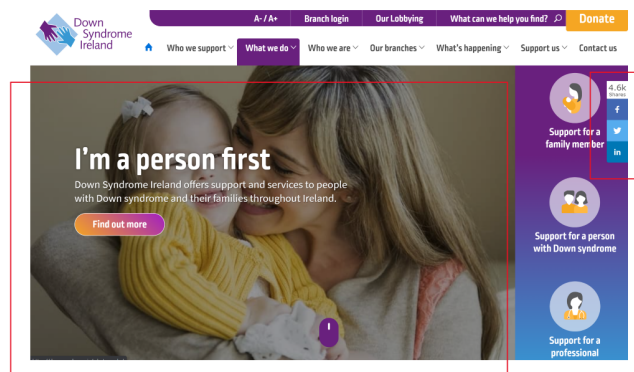 Down
Syndrome
Ireland
A- / A+
Branch login
Our Lobbying
What can we help you find?
Donate
Who we support
What we do
Who we are
Our branches
What's happening
Support us
Contact us
I'm a person first
Down Syndrome Ireland offers support and services to people
with Down syndrome and their families throughout Ireland.
Find out more
4.6k
Shares
f
in
Support for a
family member
Support for a person
with Down syndrome
Support for a
professional